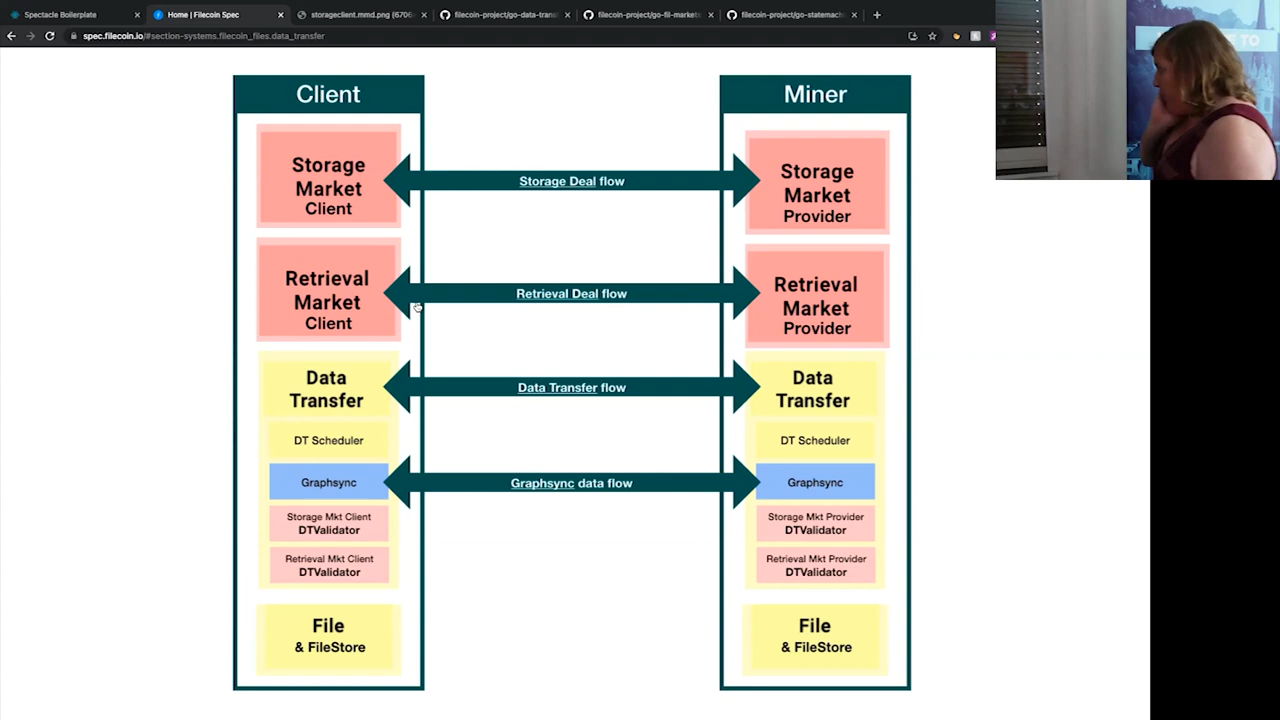 Spectacle Boilerplate
Home | Filecoin Spec
storageclient.mmd.png (6706
filecoin-project/go-data-trans
filecoin-project/go-fil-markets
filecoin-project/go-statemach
spec.filecoin.io/#section-systems.filecoin_files.data_transfer
Client
Miner
Storage
Market
Client
Storage Deal flow
Storage
Market
Provider
Retrieval
Market
Client
Retrieval Deal flow
Retrieval
Market
Provider
Data
Transfer
Data Transfer flow
Data
Transfer
DT Scheduler
DT Scheduler
Graphsync
Graphsync data flow
Graphsync
Storage Mkt Client
DTValidator
Storage Mkt Provider
DTValidator
Retrieval Mkt Client
DTValidator
Retrieval Mkt Provider
DTValidator
File
& FileStore
File
& FileStore